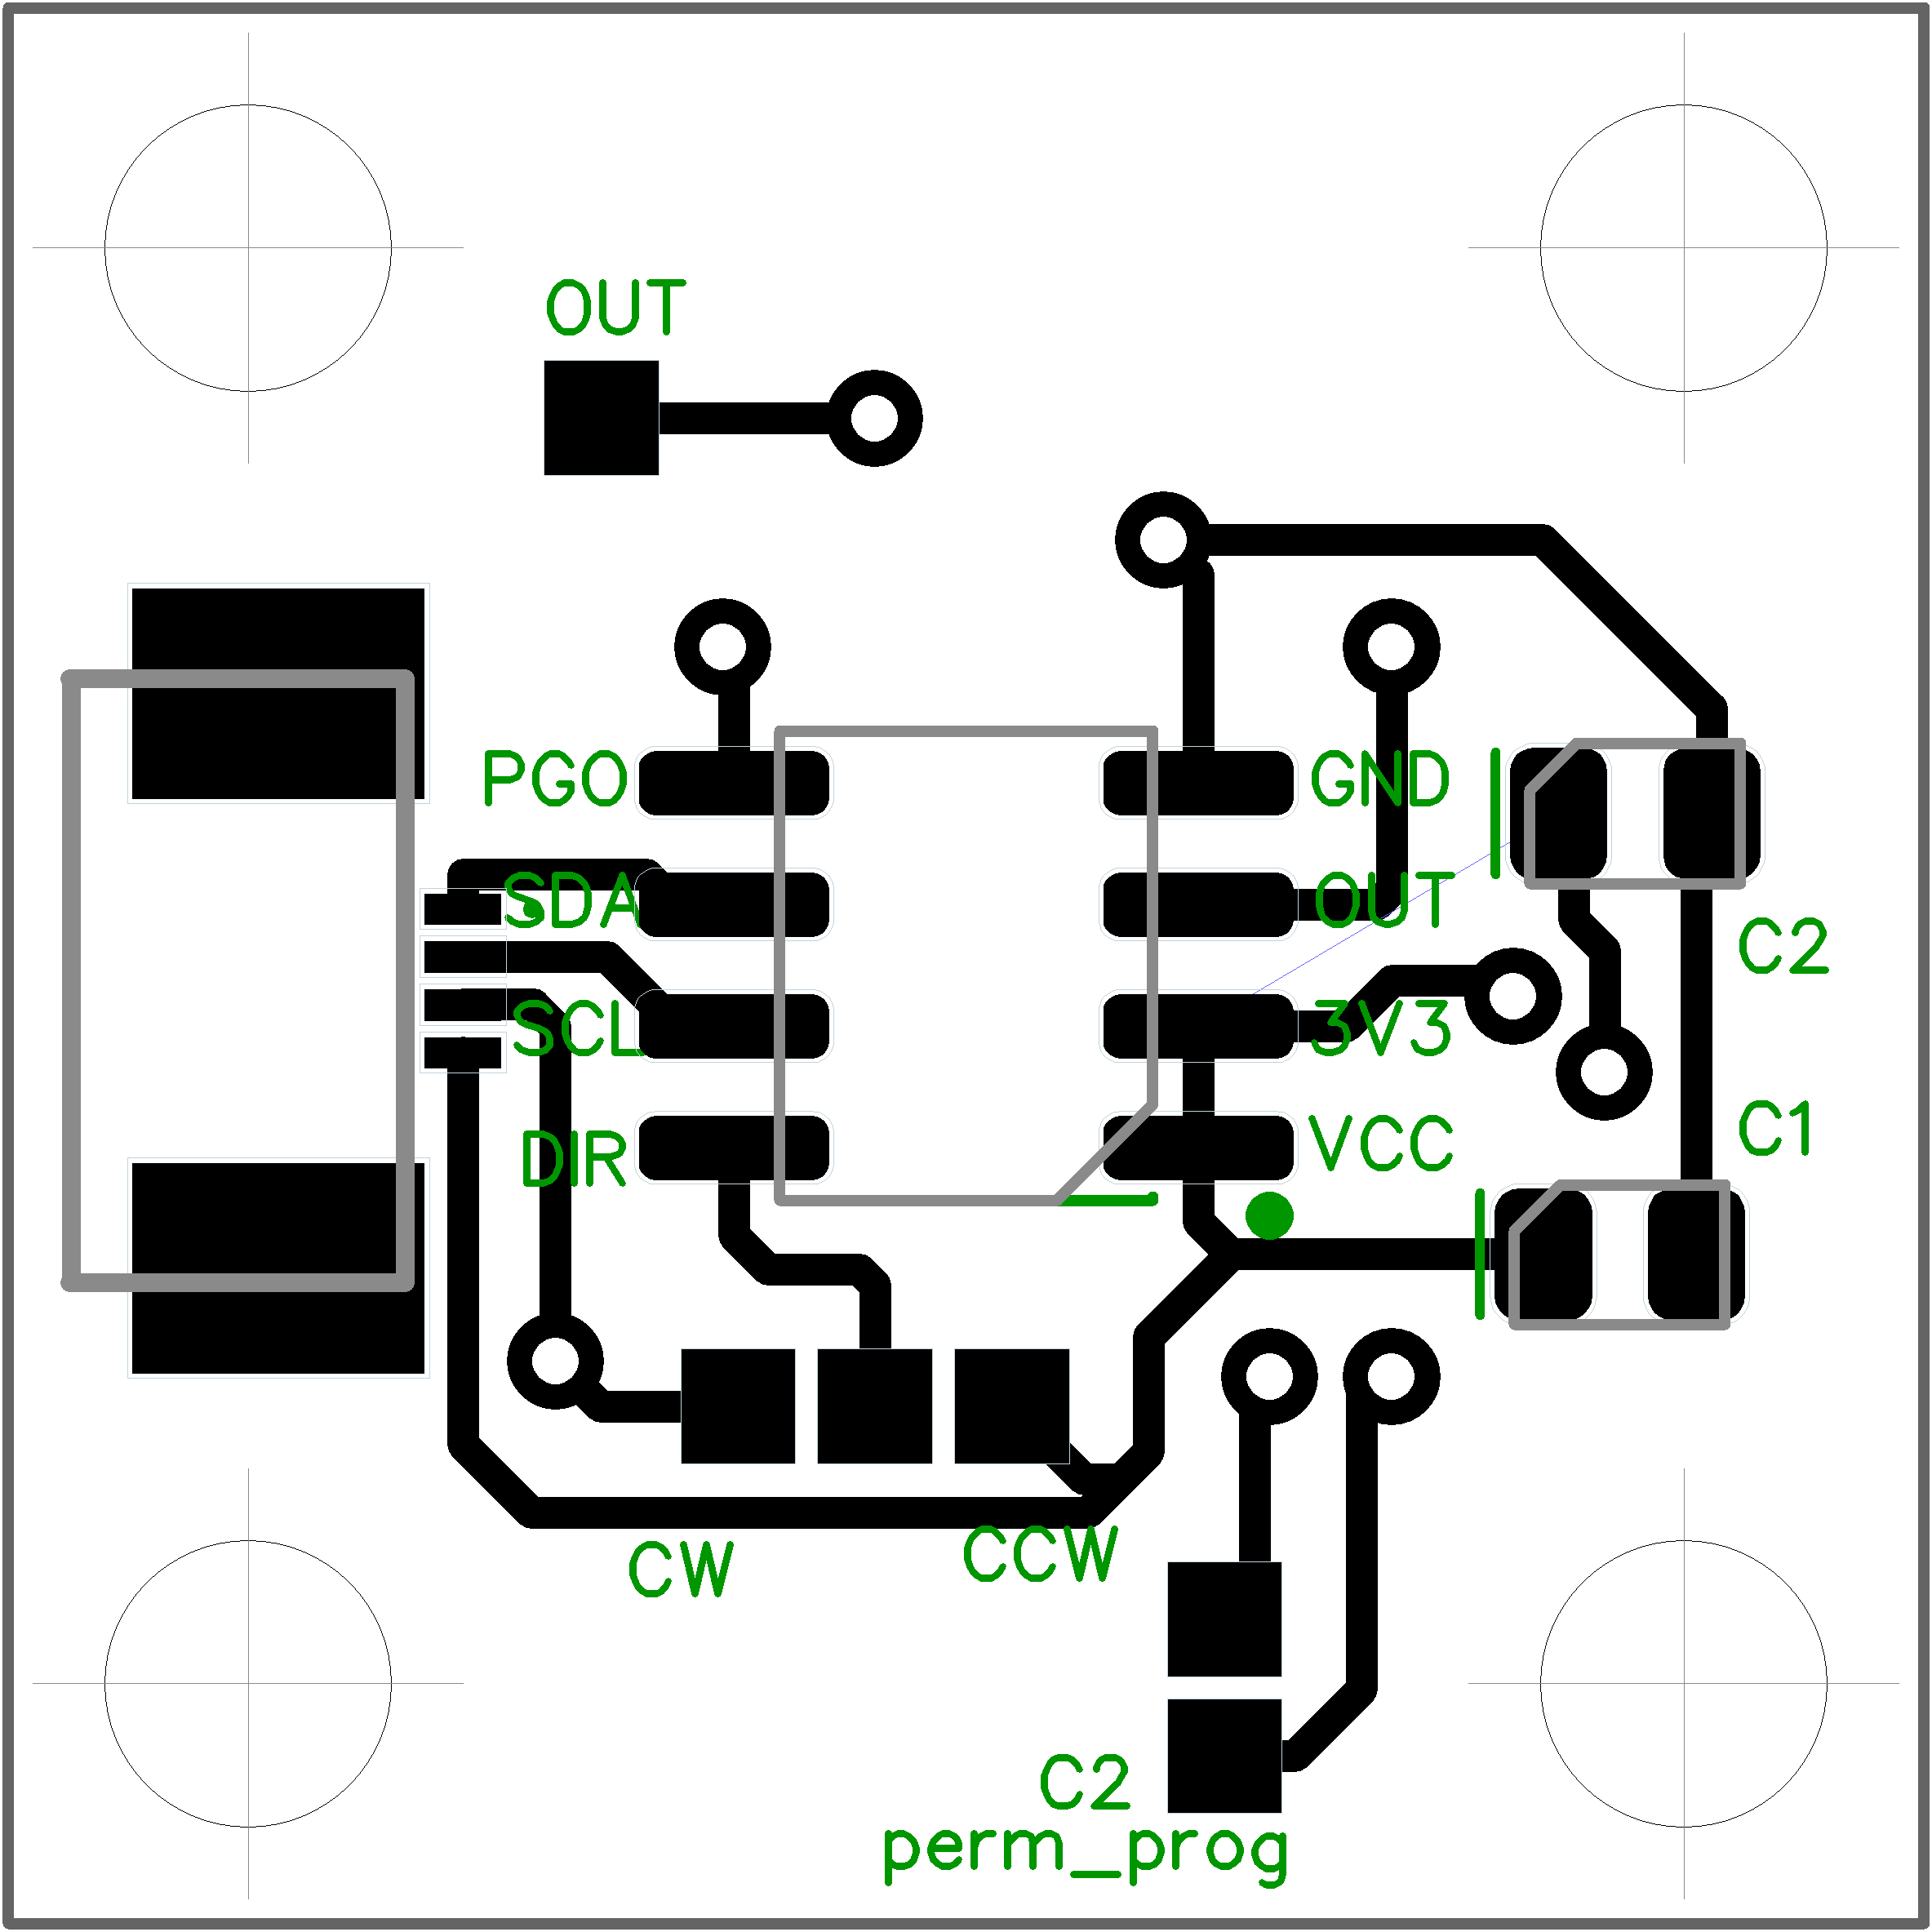 OUT
PGO
GND
SDA
OUT
C2
SCL
3V3
DIR
VCC
C1
CW
CCW
C2
perm_prog